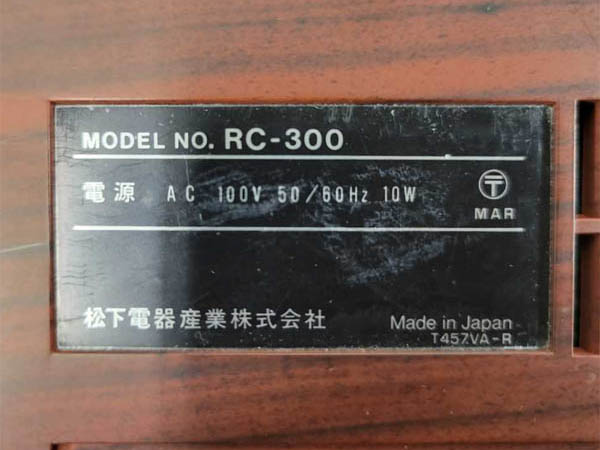 MODEL NO. RC-300
電源 AC 100V 50/60Hz 10W
〒
MAR
松下電器産業株式会社
Made in Japan
T457VA-R